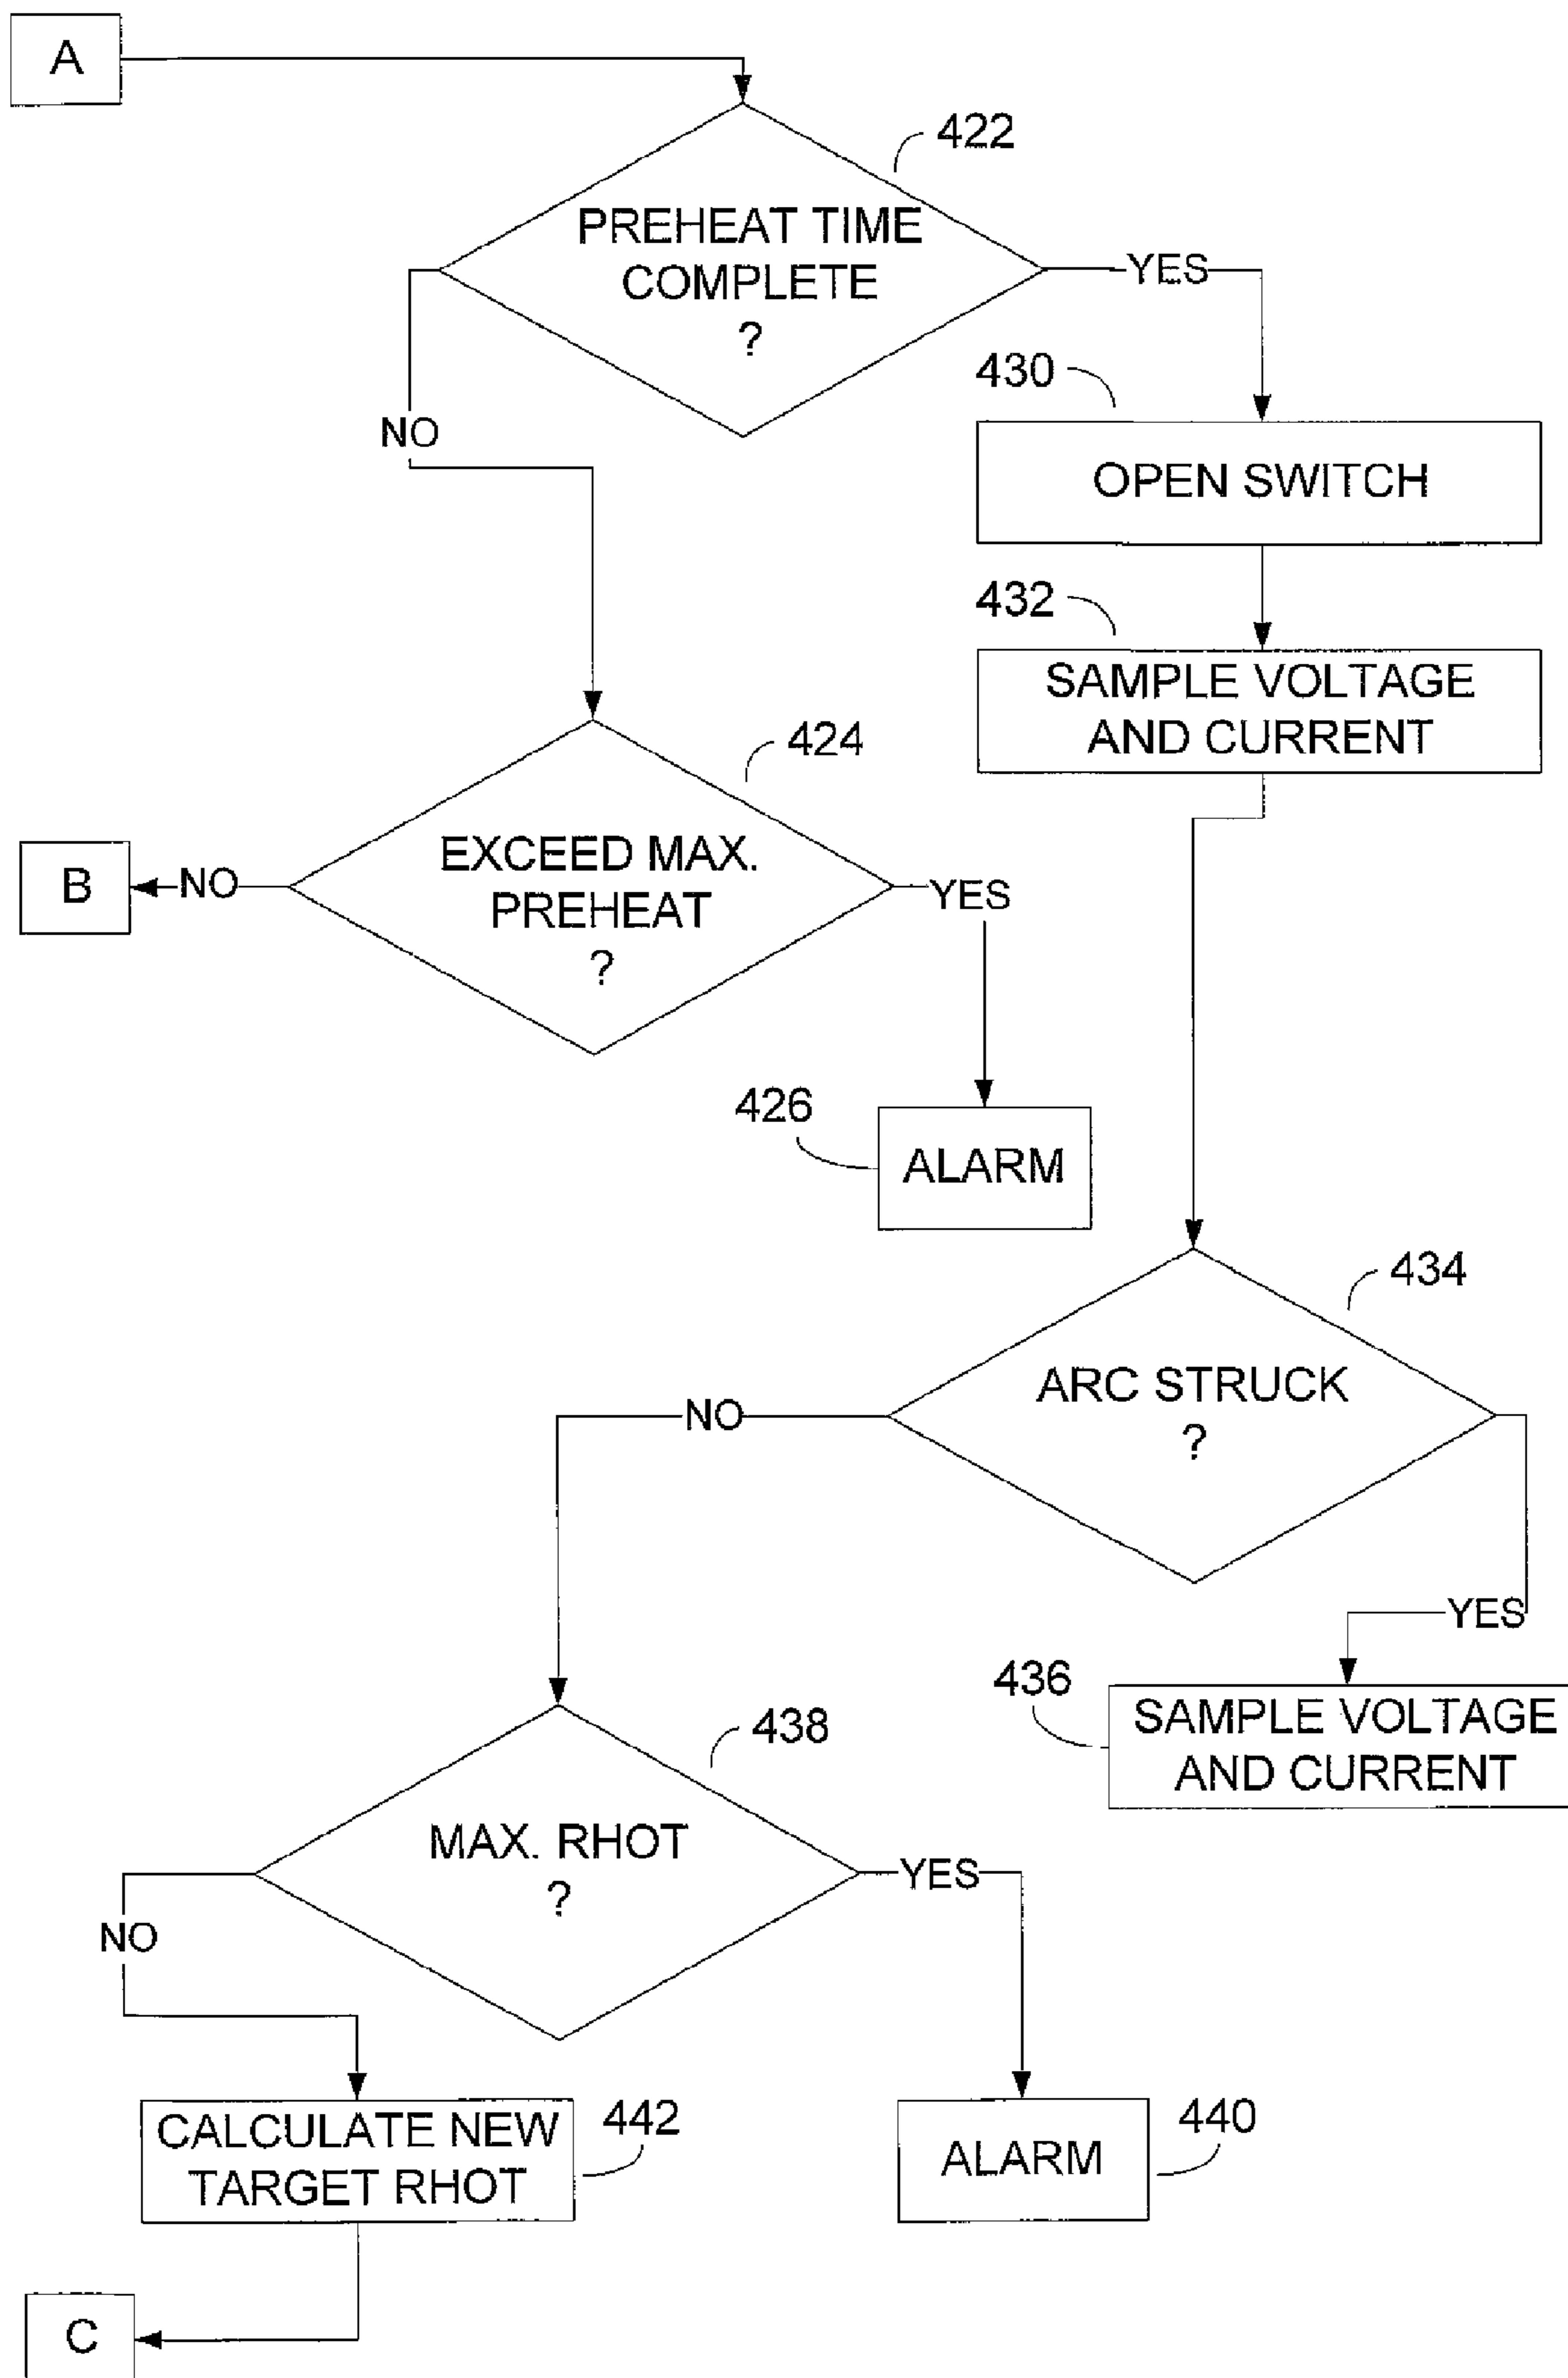 A
422
PREHEAT TIME
COMPLETE
?
YES
NO
430
OPEN SWITCH
432
SAMPLE VOLTAGE
AND CURRENT
424
EXCEED MAX.
PREHEAT
?
B
NO
YES
426
ALARM
434
ARC STRUCK
?
NO
YES
436
SAMPLE VOLTAGE
AND CURRENT
438
MAX. RHOT
?
YES
NO
442
CALCULATE NEW
TARGET RHOT
440
ALARM
C